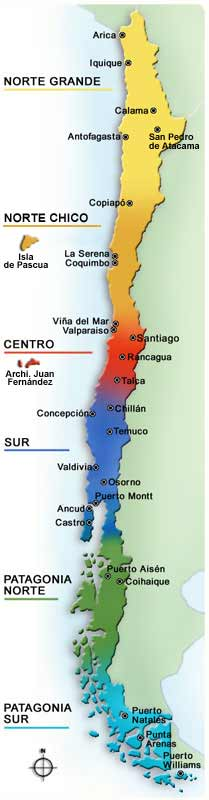 Arica
Iquique
NORTE GRANDE
Calama
Antofagasta
San Pedro
de Atacama
Copiapó
NORTE CHICO
Isla
de Pascua
La Serena
Coquimbo
Viña del Mar
Valparaiso
Santiago
CENTRO
Rancagua
Archi. Juan
Fernández
Talca
Chillán
Concepción
Temuco
SUR
Valdivia
Osorno
Puerto Montt
Ancud
Castro
Puerto Aisén
PATAGONIA
NORTE
Coihaique
PATAGONIA
SUR
Puerto
Natales
Punta
Arenas
Puerto
Williams
N